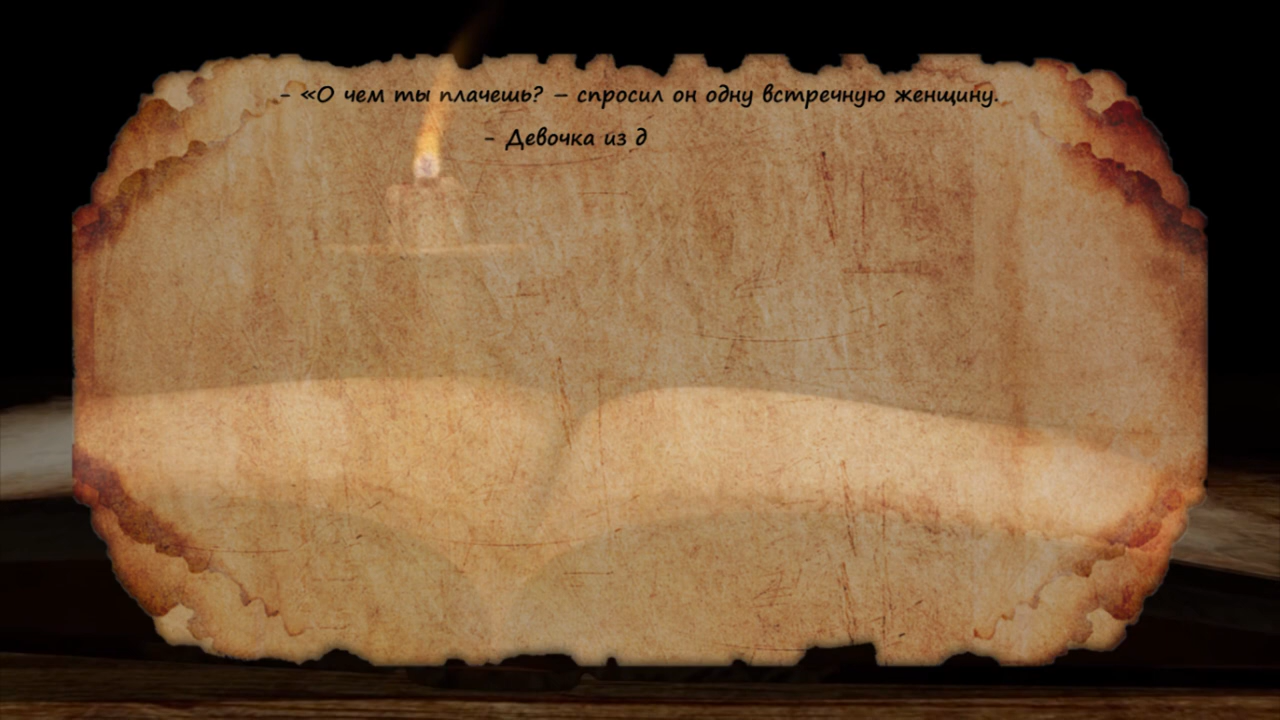 - «О чем ты плачешь? – спросил он одну встречную женщину.
- Девочка из д